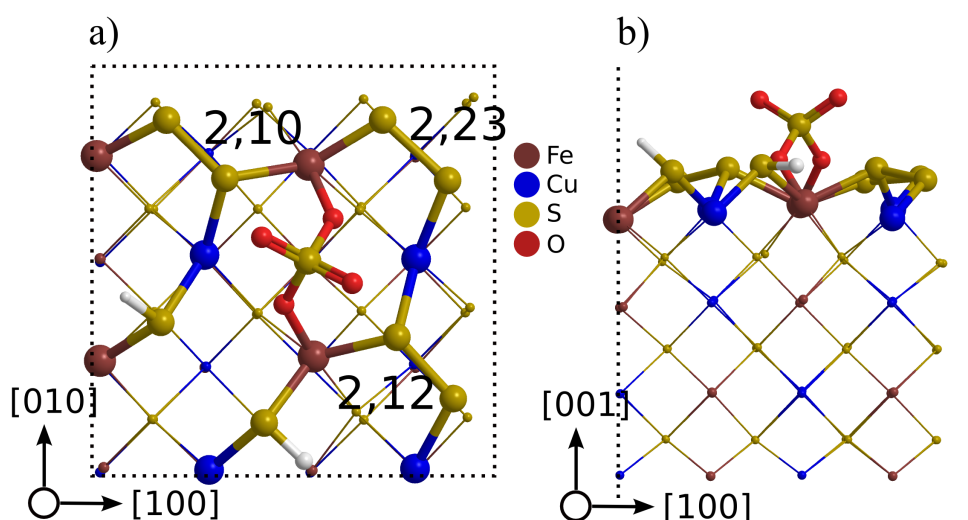 a)
b)
2,10
2,23
Fe
Cu
S
O
2,12
[010]
[100]
[001]
[100]